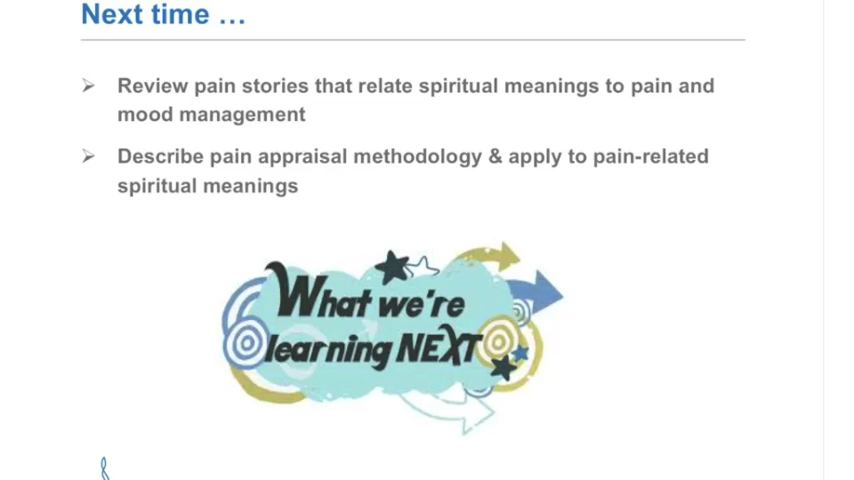 Next time …
Review pain stories that relate spiritual meanings to pain and
mood management
Describe pain appraisal methodology & apply to pain-related
spiritual meanings
What we're
learning NEXT